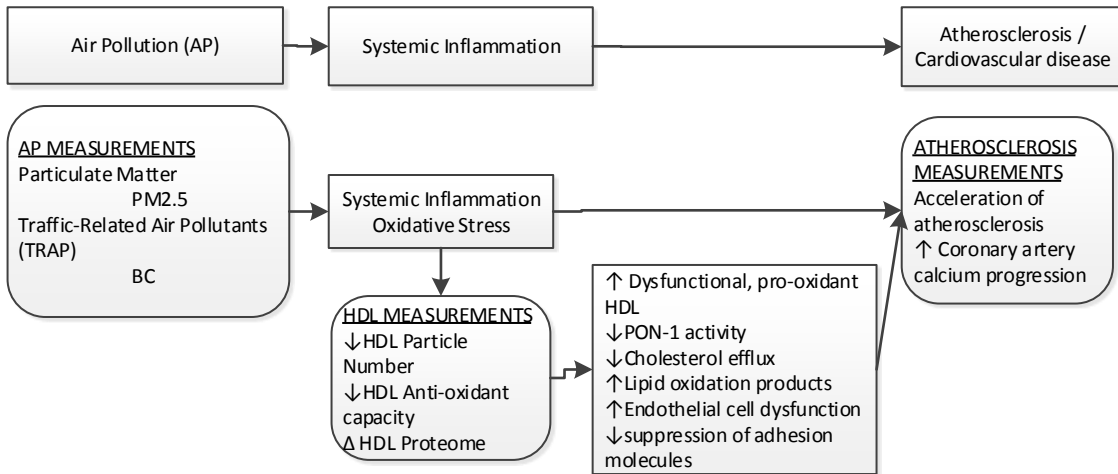 Air Pollution (AP)
Systemic Inflammation
Atherosclerosis /
Cardiovascular disease
AP MEASUREMENTS
Particulate Matter
PM2.5
Traffic-Related Air Pollutants
(TRAP)
BC
Systemic Inflammation
Oxidative Stress
HDL MEASUREMENTS
↓HDL Particle
Number
↓HDL Anti-oxidant
capacity
Δ HDL Proteome
↑ Dysfunctional, pro-oxidant
HDL
↓PON-1 activity
↓Cholesterol efflux
↑Lipid oxidation products
↑Endothelial cell dysfunction
↓suppression of adhesion
molecules
ATHEROSCLEROSIS
MEASUREMENTS
Acceleration of
atherosclerosis
↑ Coronary artery
calcium progression